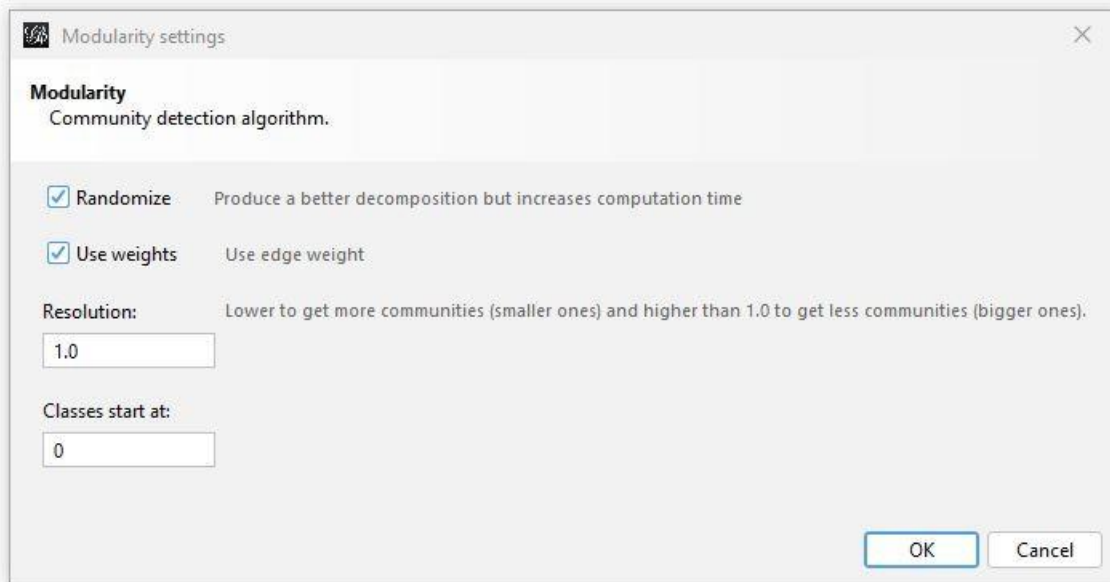 Modularity settings
Modularity
Community detection algorithm.
Randomize Produce a better decomposition but increases computation time
Use weights Use edge weight
Resolution: Lower to get more communities (smaller ones) and higher than 1.0 to get less communities (bigger ones).
1.0
Classes start at:
0
OK Cancel